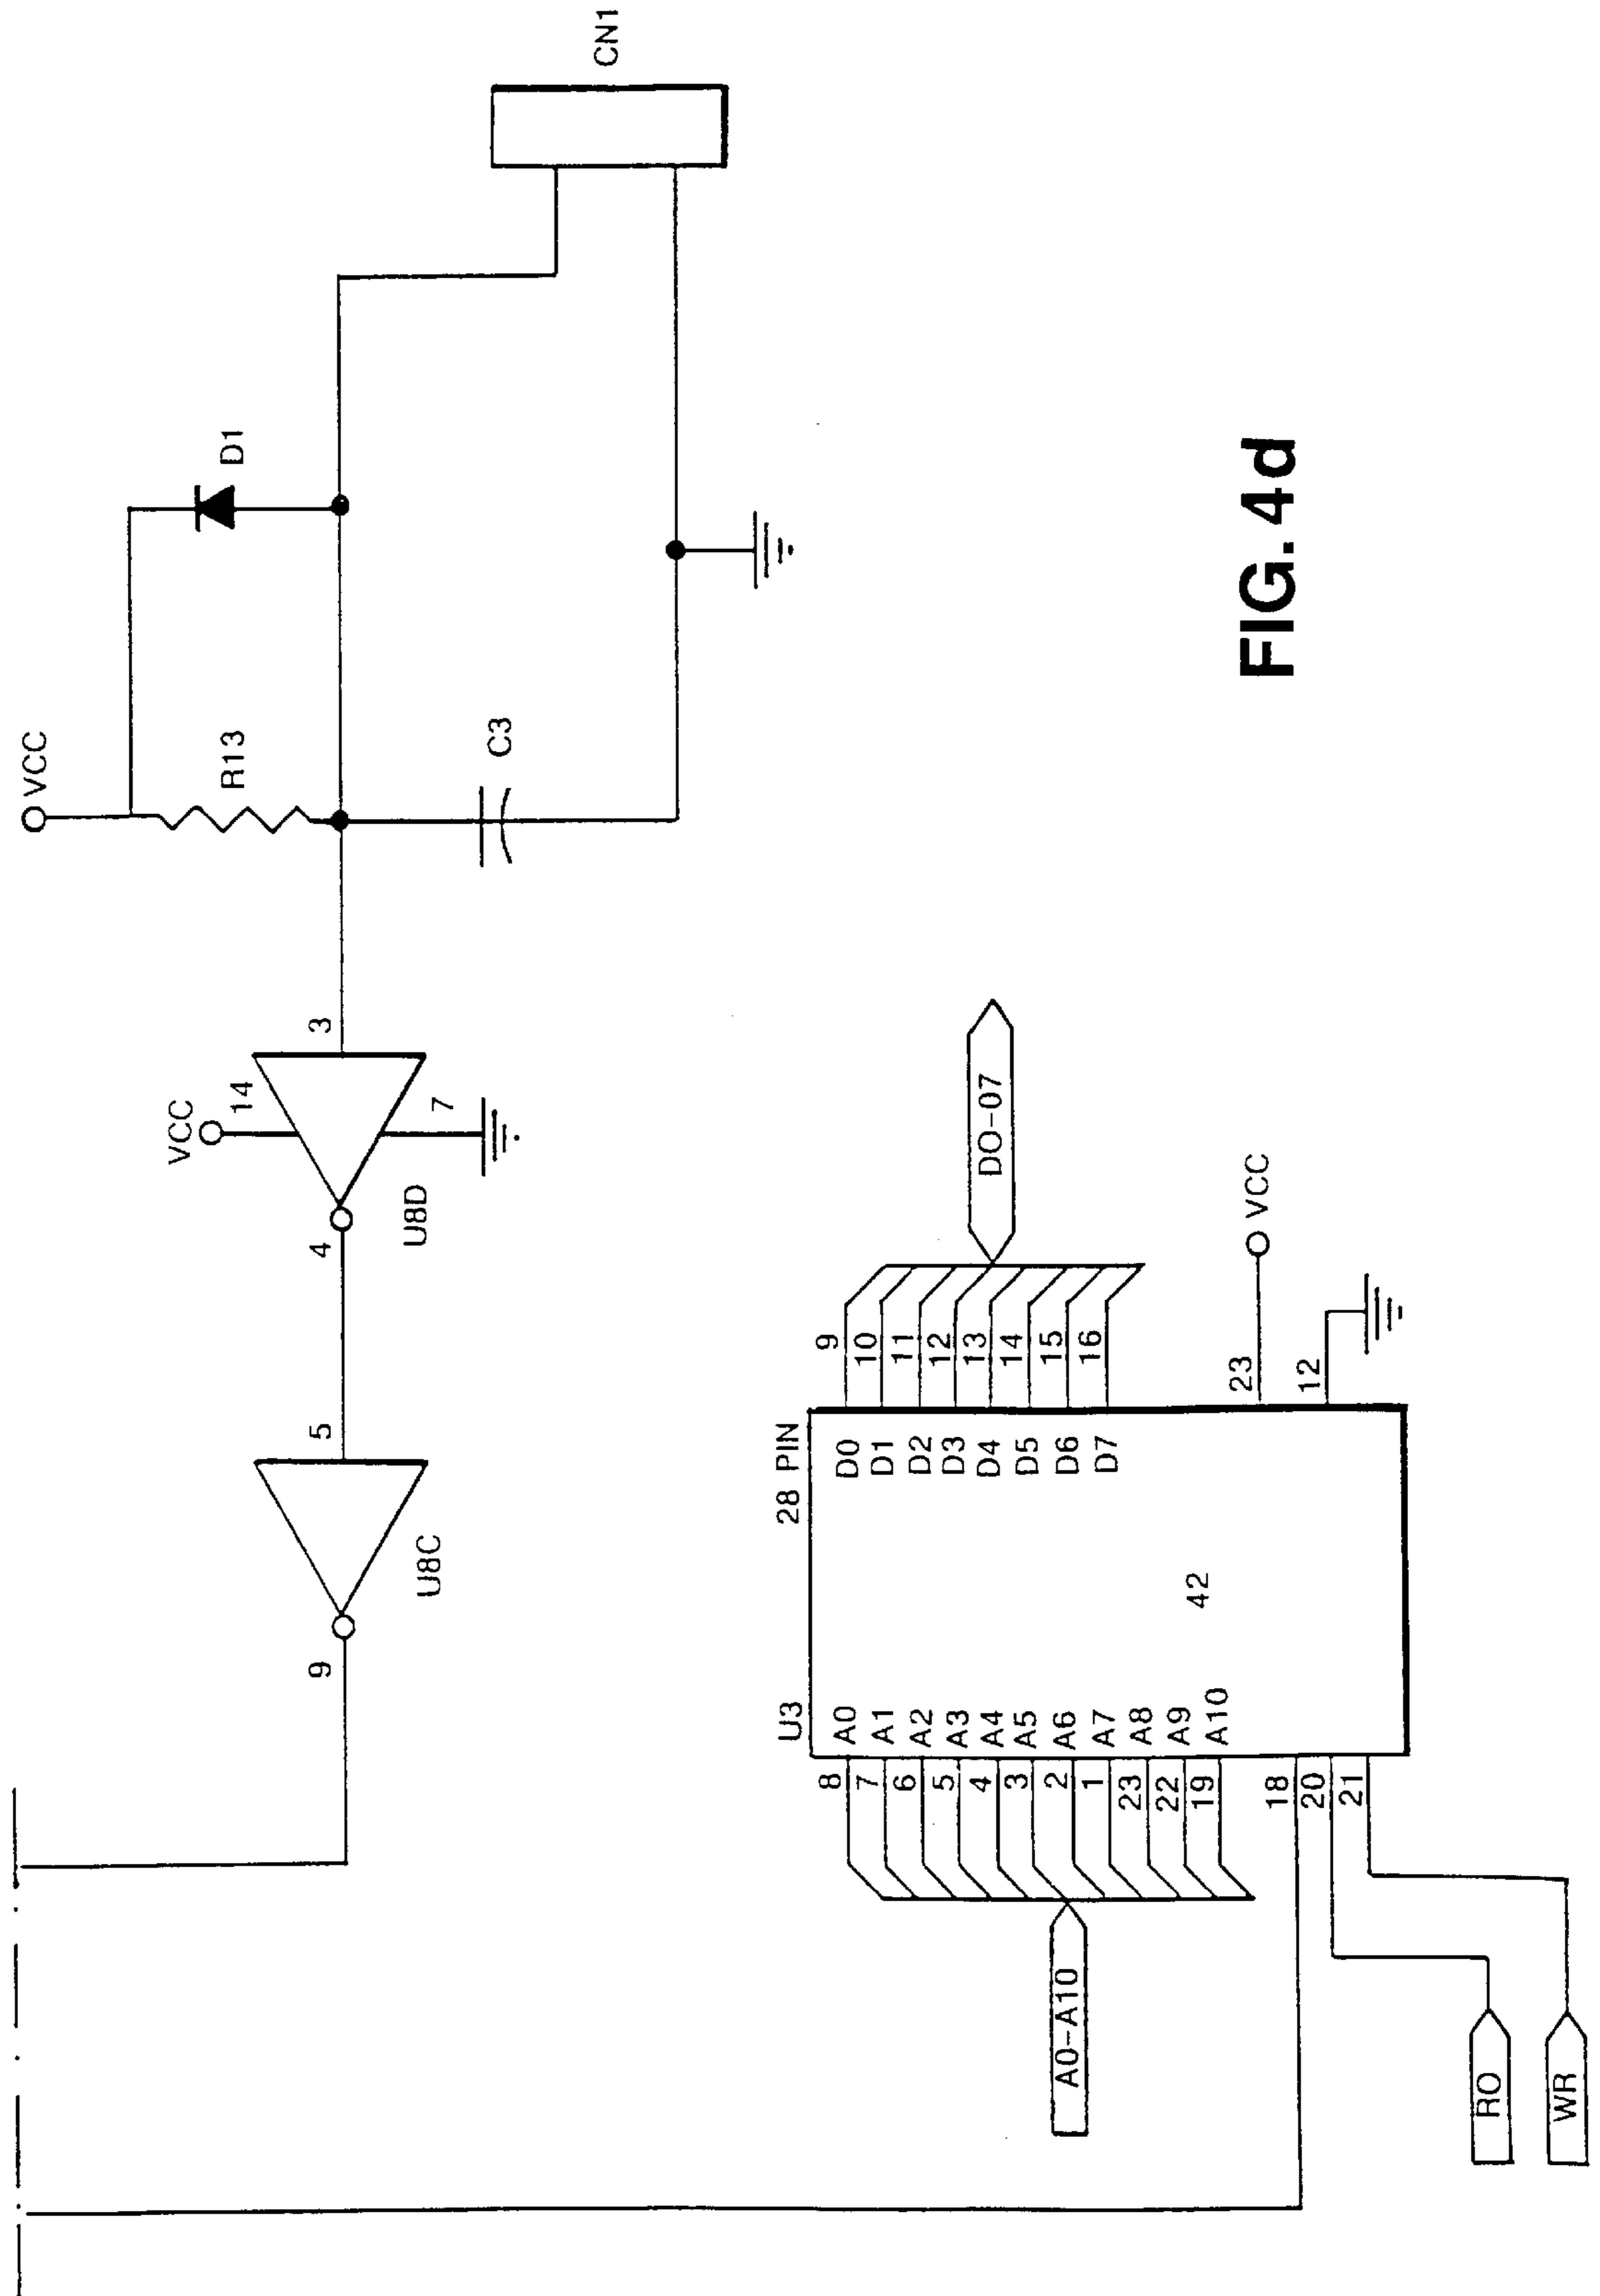 CN1
D1
VCC
R13
C3
3
VCC
14
7
U8D
4
5
U8C
9
FIG. 4d
U3
28 PIN
42
A0
A1
A2
A3
A4
A5
A6
A7
A8
A9
A10
8
7
6
5
4
3
2
1
23
22
19
18
20
21
D0
D1
D2
D3
D4
D5
D6
D7
9
10
11
12
13
14
15
16
23
12
VCC
DO-07
A0-A10
RO
WR